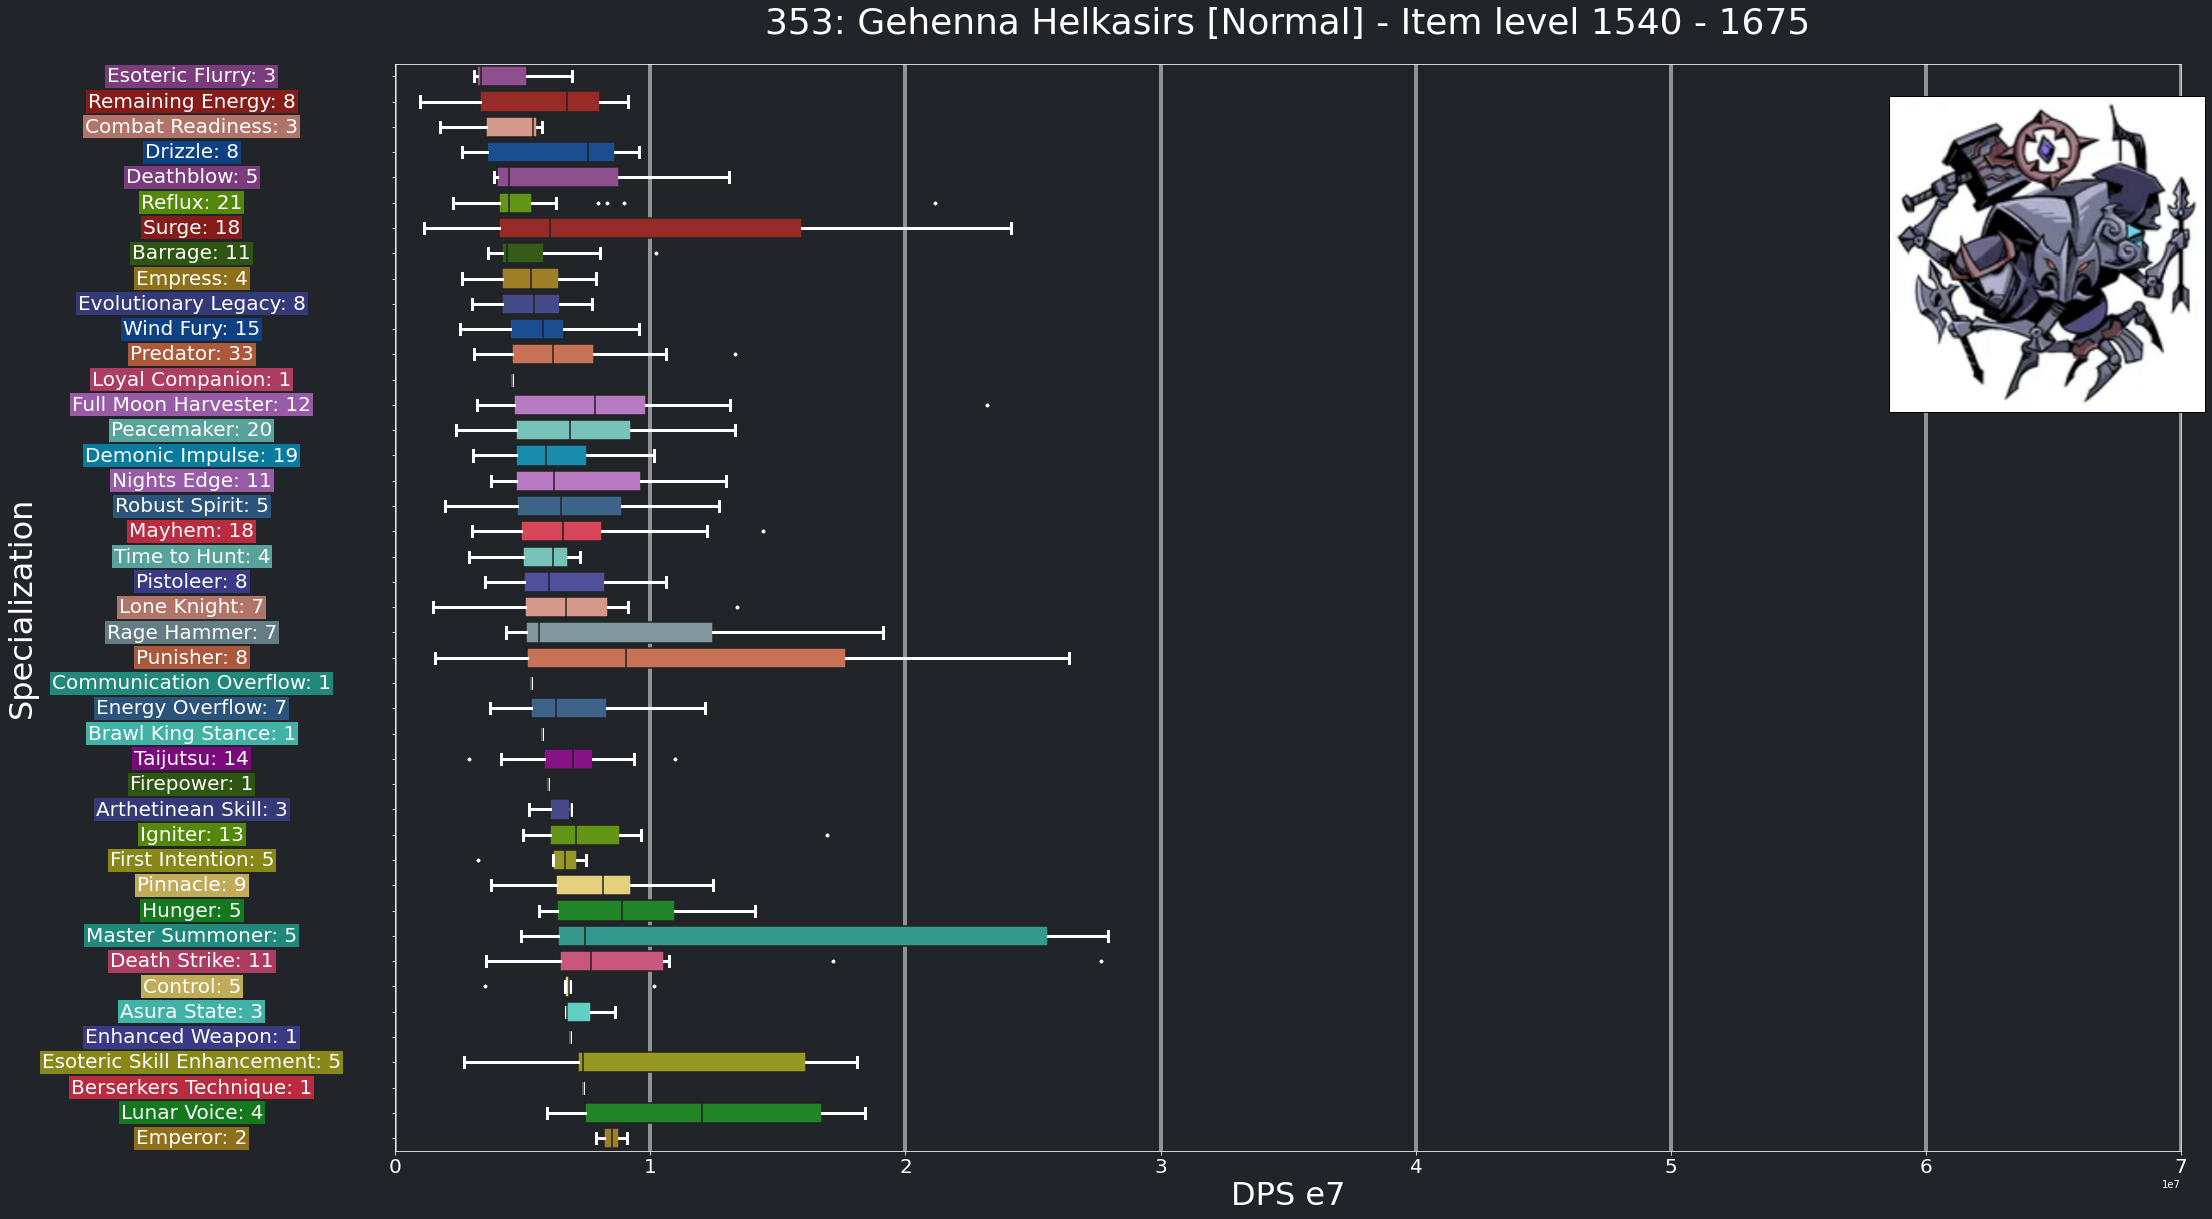 353: Gehenna Helkasirs [Normal] - Item level 1540 - 1675
Esoteric Flurry: 3
Remaining Energy: 8
Combat Readiness: 3
Drizzle: 8
Deathblow: 5
Reflux: 21
Surge: 18
Barrage: 11
Empress: 4
Evolutionary Legacy: 8
Wind Fury: 15
Predator: 33
Loyal Companion: 1
Full Moon Harvester: 12
Peacemaker: 20
Demonic Impulse: 19
Nights Edge: 11
Robust Spirit: 5
Mayhem: 18
Time to Hunt: 4
Pistoleer: 8
Lone Knight: 7
Rage Hammer: 7
Punisher: 8
Communication Overflow: 1
Energy Overflow: 7
Brawl King Stance: 1
Taijutsu: 14
Firepower: 1
Arthetinean Skill: 3
Igniter: 13
First Intention: 5
Pinnacle: 9
Hunger: 5
Master Summoner: 5
Death Strike: 11
Control: 5
Asura State: 3
Enhanced Weapon: 1
Esoteric Skill Enhancement: 5
Berserkers Technique: 1
Lunar Voice: 4
Emperor: 2
Specialization
0 1 2 3 4 5 6 7
1e7
DPS e7